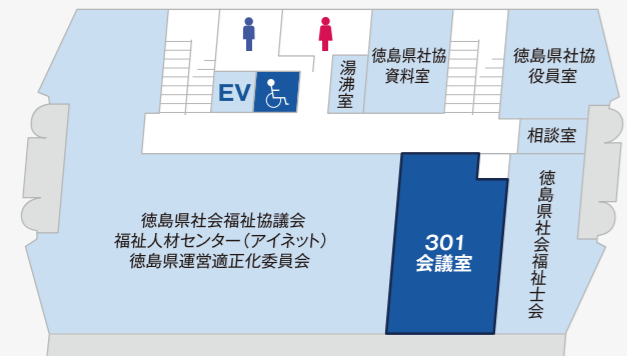 EV
湯沸室
徳島県社協
資料室
徳島県社協
役員室
相談室
徳島県社会福祉協議会
福祉人材センター(アイネット)
徳島県運営適正化委員会
301
会議室
徳島県社会福祉士会